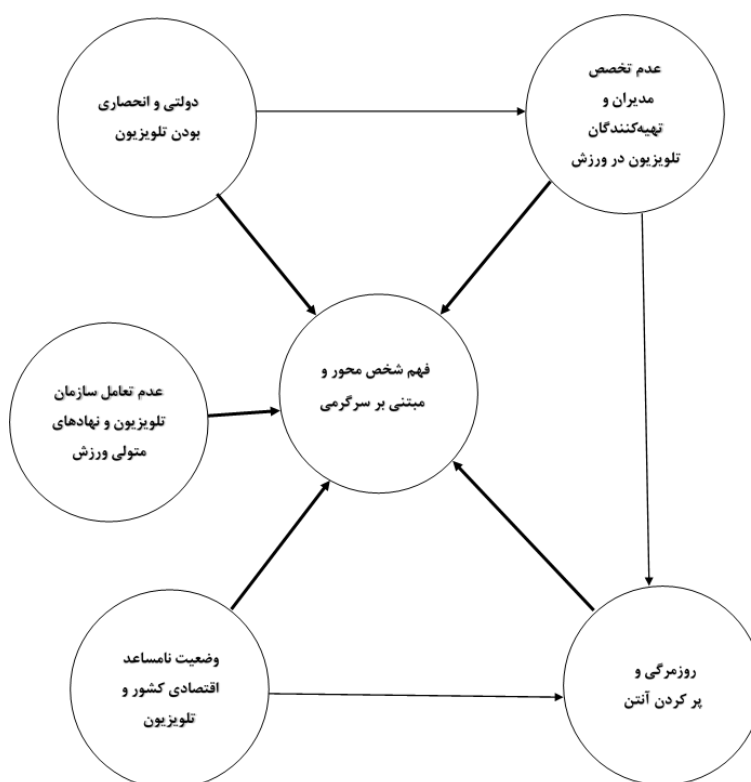 عدم تخصص
مدیران و
تهیه‌کنندگان
تلویزیون در ورزش
دولتی و انحصاری
بودن تلویزیون
فهم شخص محور و
مبتنی بر سرگرمی
عدم تعامل سازمان
تلویزیون و نهادهای
متولی ورزش
روزمرگی و
پر کردن آنتن
وضعیت نامساعد
اقتصادی کشور و
تلویزیون